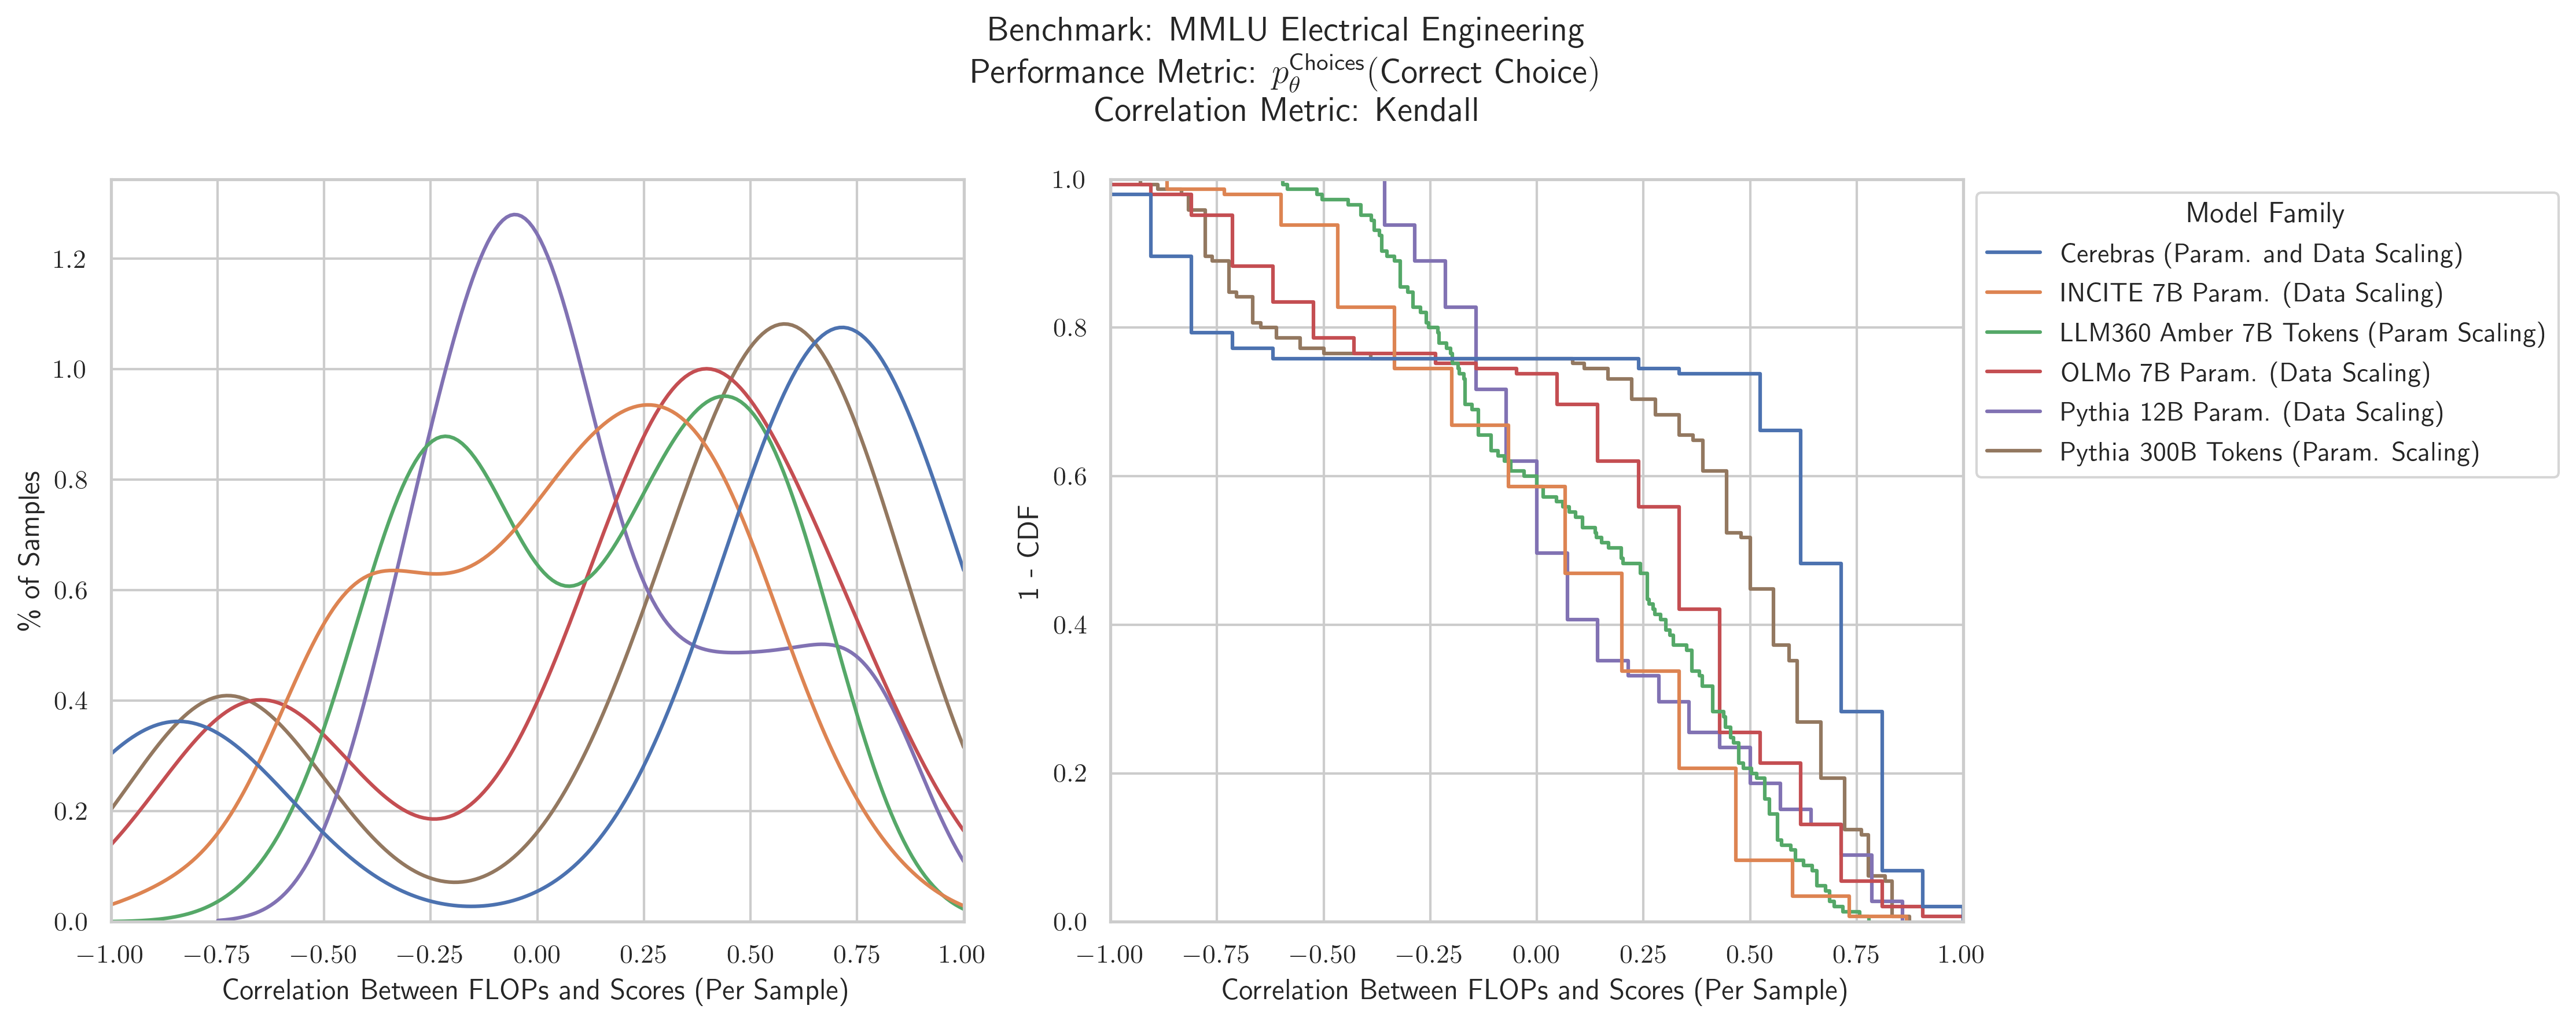 Benchmark: MMLU Electrical Engineering
Performance Metric: p_θ^Choices(Correct Choice)
Correlation Metric: Kendall
% of Samples
1.2
1.0
0.8
0.6
0.4
0.2
0.0
−1.00 −0.75 −0.50 −0.25 0.00 0.25 0.50 0.75 1.00
Correlation Between FLOPs and Scores (Per Sample)
1 - CDF
1.0
0.8
0.6
0.4
0.2
0.0
−1.00 −0.75 −0.50 −0.25 0.00 0.25 0.50 0.75 1.00
Correlation Between FLOPs and Scores (Per Sample)
Model Family
Cerebras (Param. and Data Scaling)
INCITE 7B Param. (Data Scaling)
LLM360 Amber 7B Tokens (Param Scaling)
OLMo 7B Param. (Data Scaling)
Pythia 12B Param. (Data Scaling)
Pythia 300B Tokens (Param. Scaling)